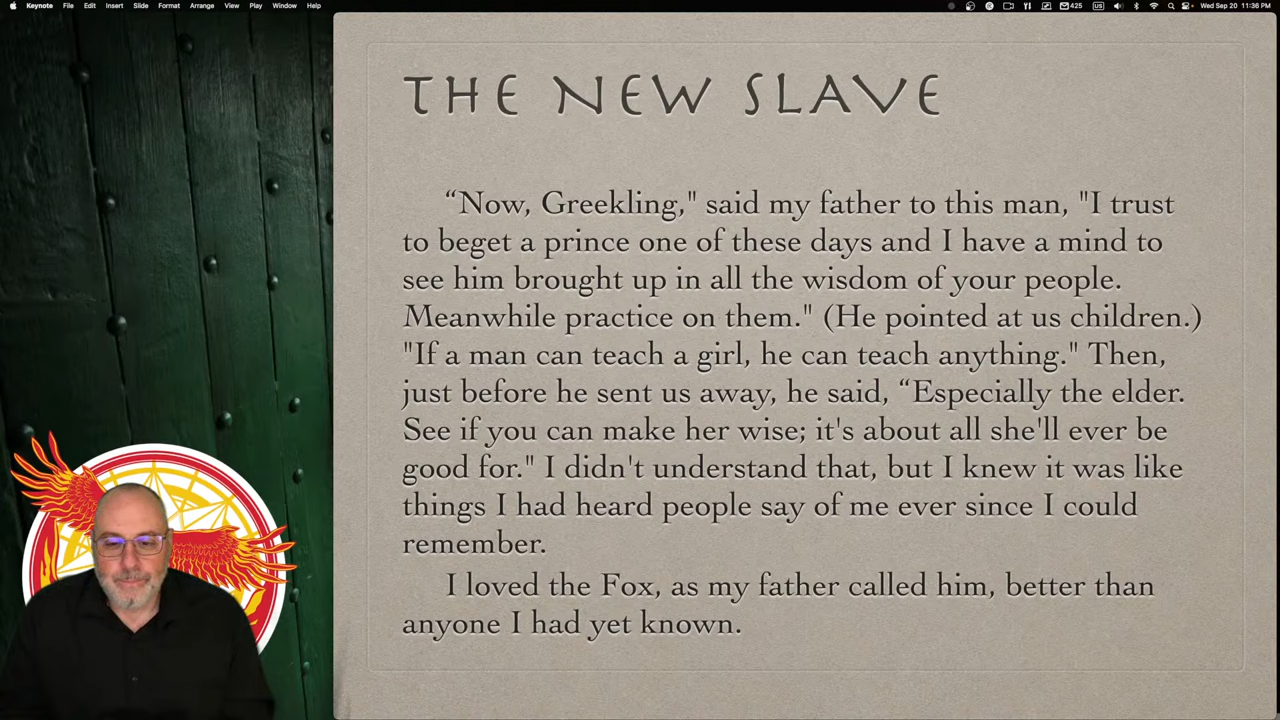 Keynote File Edit Insert Slide Format Arrange View Play Window Help 425 US Wed Sep 20 11:36 PM
THE NEW SLAVE
“Now, Greekling," said my father to this man, "I trust
to beget a prince one of these days and I have a mind to
see him brought up in all the wisdom of your people.
Meanwhile practice on them." (He pointed at us children.)
"If a man can teach a girl, he can teach anything." Then,
just before he sent us away, he said, “Especially the elder.
See if you can make her wise; it's about all she'll ever be
good for." I didn't understand that, but I knew it was like
things I had heard people say of me ever since I could
remember.
I loved the Fox, as my father called him, better than
anyone I had yet known.